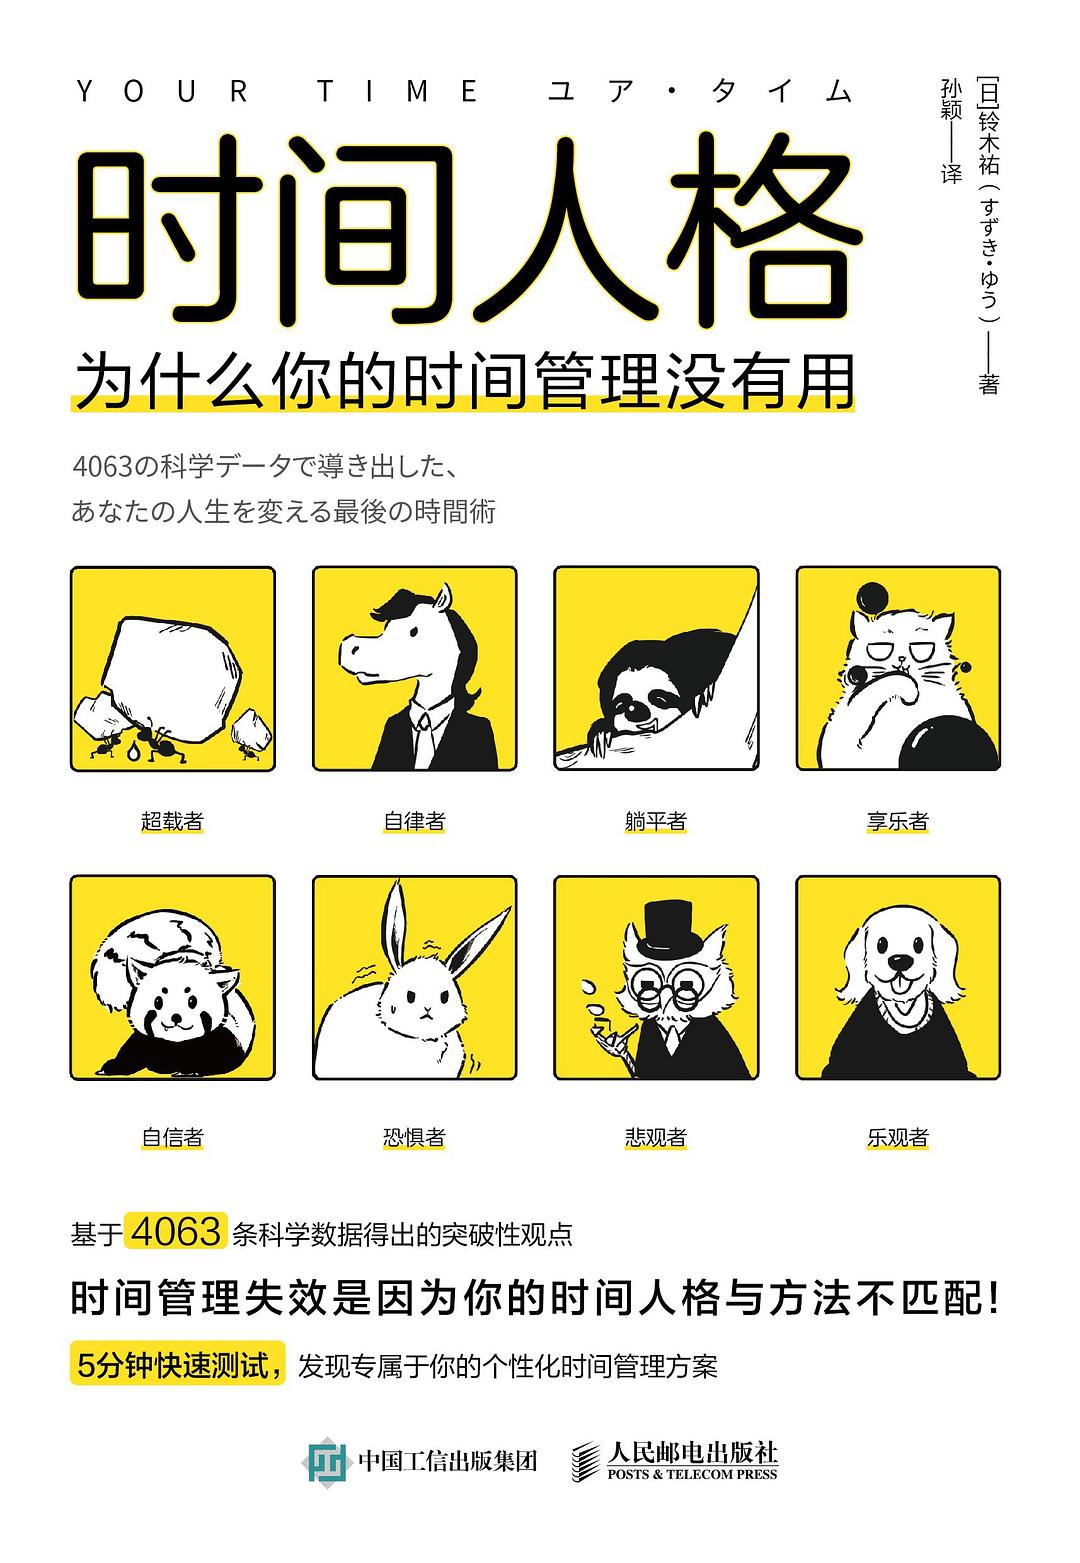 YOUR TIME ユア・タイム
时间人格
为什么你的时间管理没有用
[日]铃木祐（すずき・ゆう）——著
孙颖——译
4063の科学データで導き出した、
あなたの人生を変える最後の時間術
超载者
自律者
躺平者
享乐者
自信者
恐惧者
悲观者
乐观者
基于4063条科学数据得出的突破性观点
时间管理失效是因为你的时间人格与方法不匹配！
5分钟快速测试，发现专属于你的个性化时间管理方案
中国工信出版集团
人民邮电出版社
POSTS & TELECOM PRESS